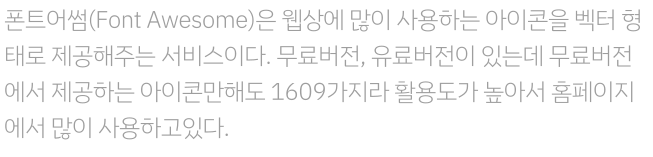 폰트어썸(Font Awesome)은 웹상에 많이 사용하는 아이콘을 벡터 형
태로 제공해주는 서비스이다. 무료버전, 유료버전이 있는데 무료버전
에서 제공하는 아이콘만해도 1609가지라 활용도가 높아서 홈페이지
에서 많이 사용하고있다.